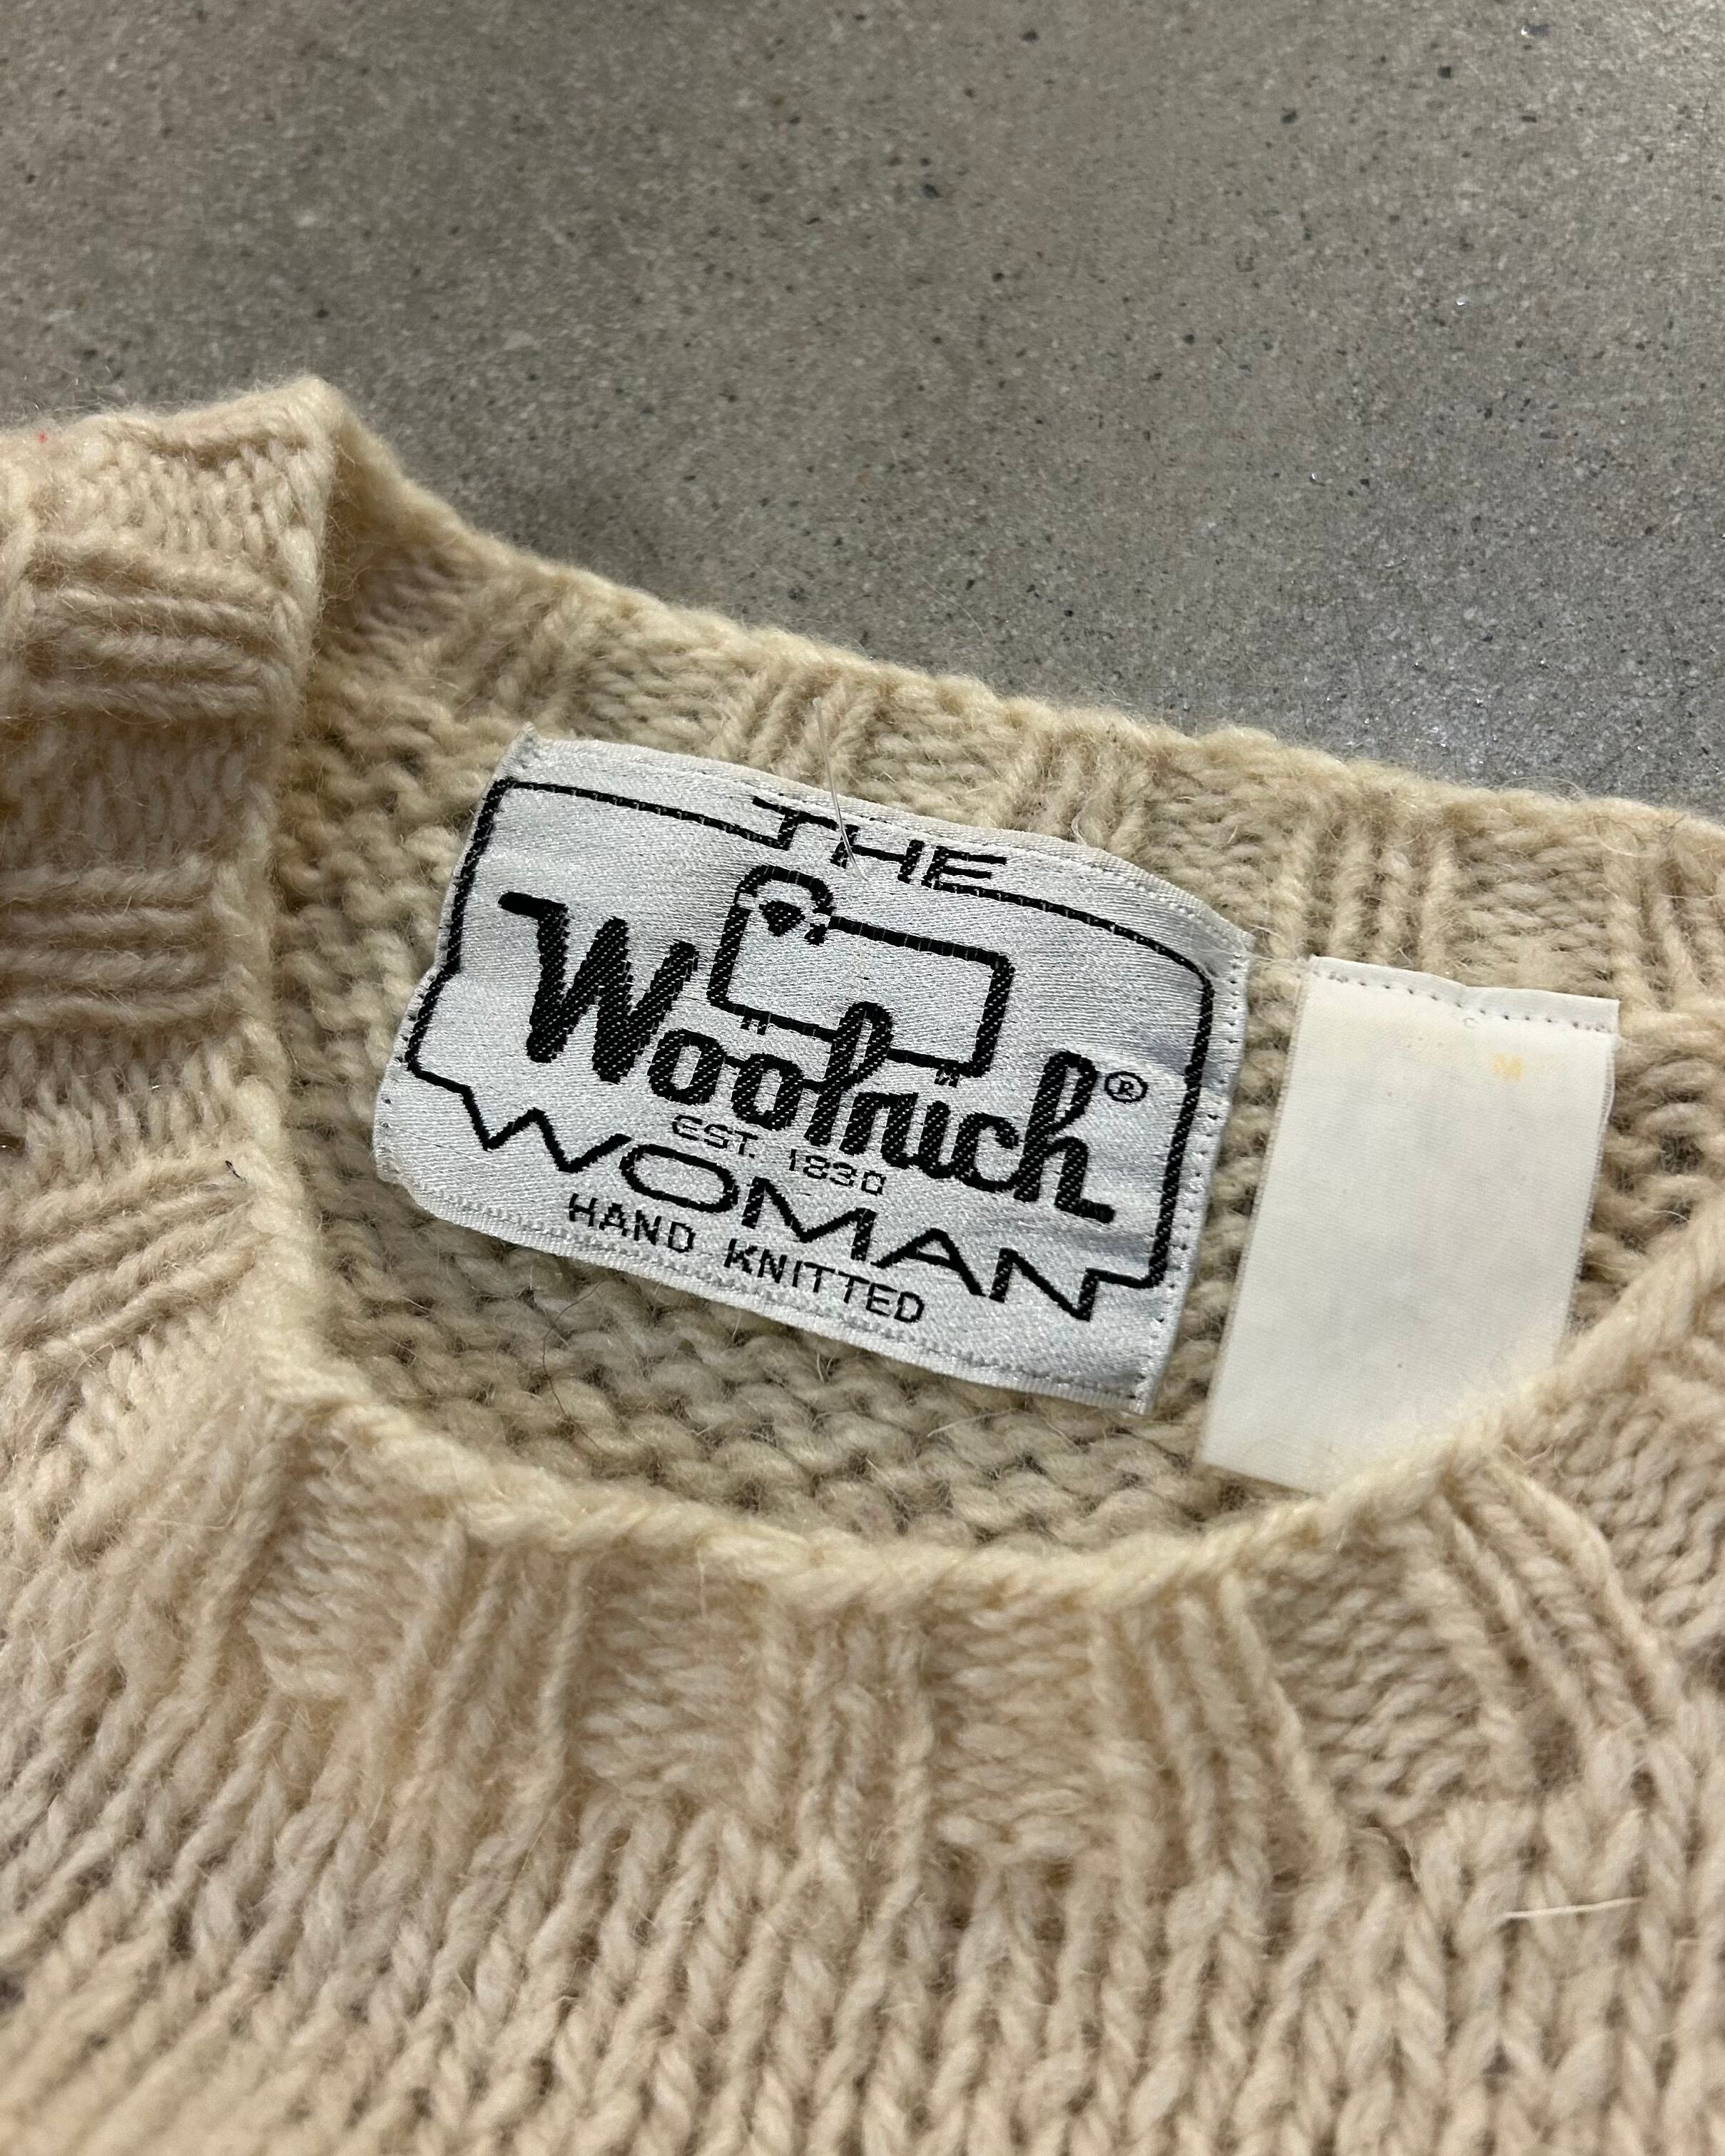 THE
Woolrich®
EST. 1830
WOMAN
HAND KNITTED
M